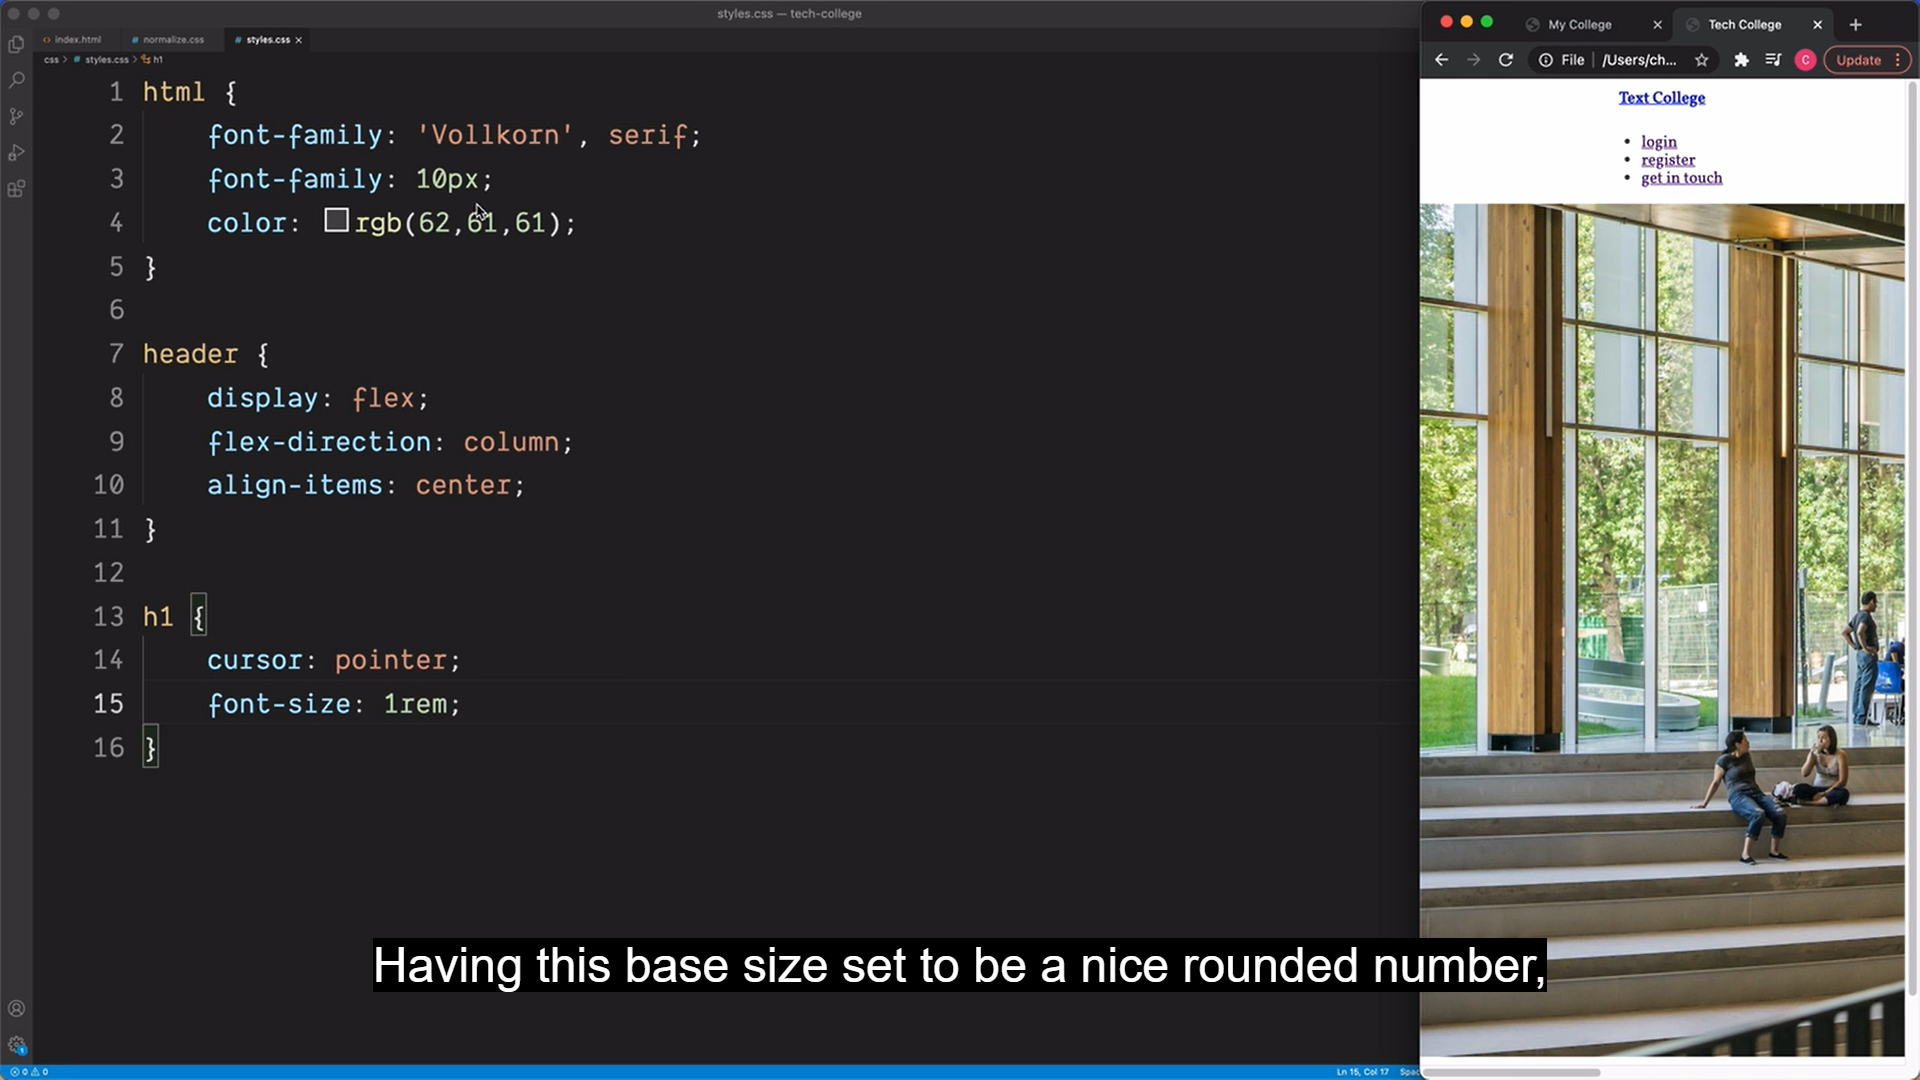 styles.css — tech-college
index.html
normalize.css
styles.css
css > # styles.css > h1
1 html {
2 font-family: 'Vollkorn', serif;
3 font-family: 10px;
4 color: rgb(62,61,61);
5 }
6
7 header {
8 display: flex;
9 flex-direction: column;
10 align-items: center;
11 }
12
13 h1 {
14 cursor: pointer;
15 font-size: 1rem;
16 }
Having this base size set to be a nice rounded number,
0 0
Ln 15, Col 17
Spac
My College
Tech College
File /Users/ch...
C
Update
Text College
• login
• register
• get in touch